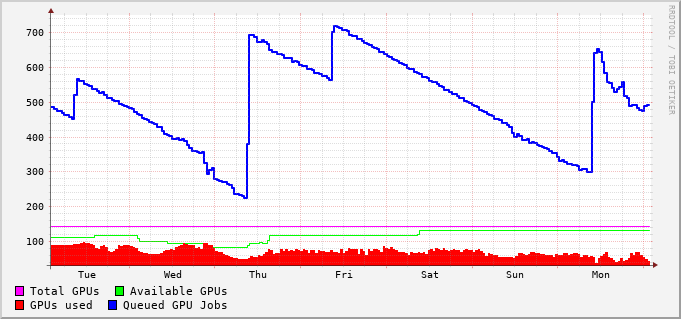 700
600
500
400
300
200
100
Tue Wed Thu Fri Sat Sun Mon
Total GPUs Available GPUs
GPUs used Queued GPU Jobs
RRDTOOL / TOBI OETIKER